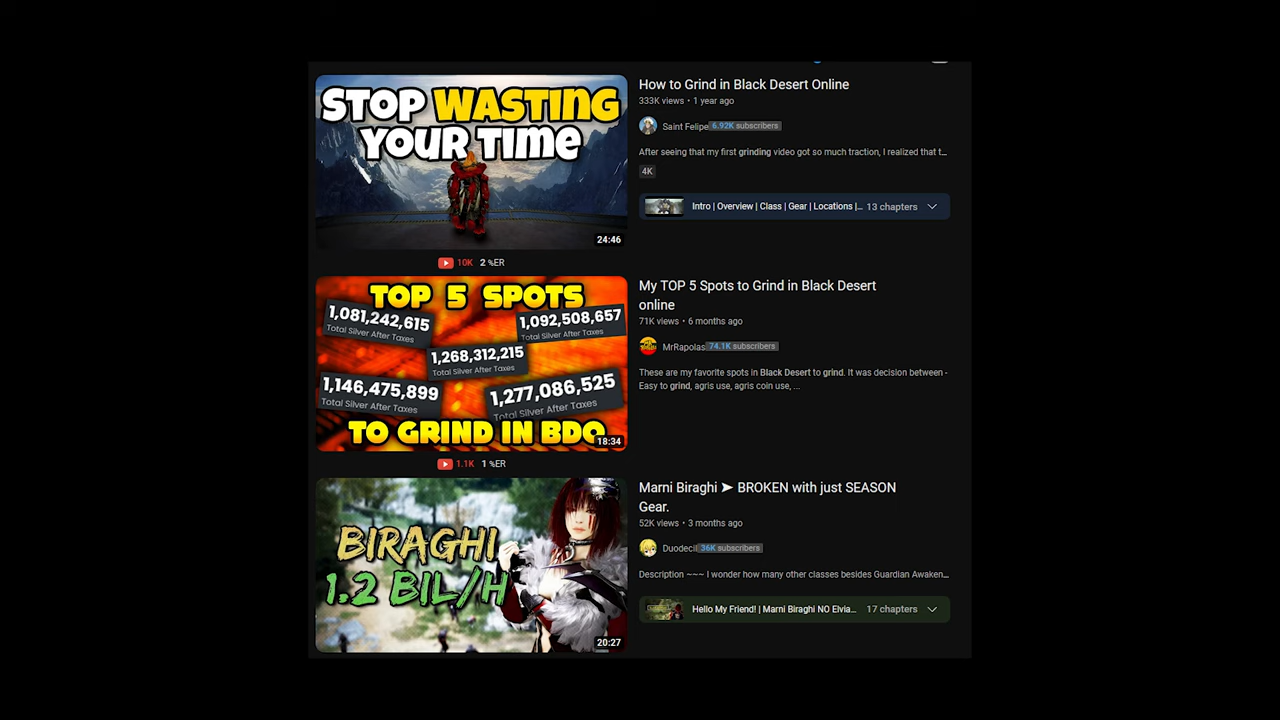 STOP WASTING
YOUR TIME
24:46
How to Grind in Black Desert Online
333K views • 1 year ago
Saint Felipe 6.92K subscribers
After seeing that my first grinding video got so much traction, I realized that t...
4K
Intro | Overview | Class | Gear | Locations |... 13 chapters
10K 2 %ER
TOP 5 SPOTS
1,081,242,615
Total Silver After Taxes
1,092,508,657
Total Silver After Taxes
1,268,312,215
Total Silver After Taxes
1,146,475,899
Total Silver After Taxes
1,277,086,525
Total Silver After Taxes
TO GRIND IN BDO
18:34
My TOP 5 Spots to Grind in Black Desert
online
71K views • 6 months ago
MrRapolas 74.1K subscribers
These are my favorite spots in Black Desert to grind. It was decision between -
Easy to grind, agris use, agris coin use, ...
1.1K 1 %ER
BIRAGHI
1.2 BIL/H
20:27
Marni Biraghi ➤ BROKEN with just SEASON
Gear.
52K views • 3 months ago
Duodecil 36K subscribers
Description ~~~ I wonder how many other classes besides Guardian Awaken...
Hello My Friend! | Marni Biraghi NO Elvia... 17 chapters